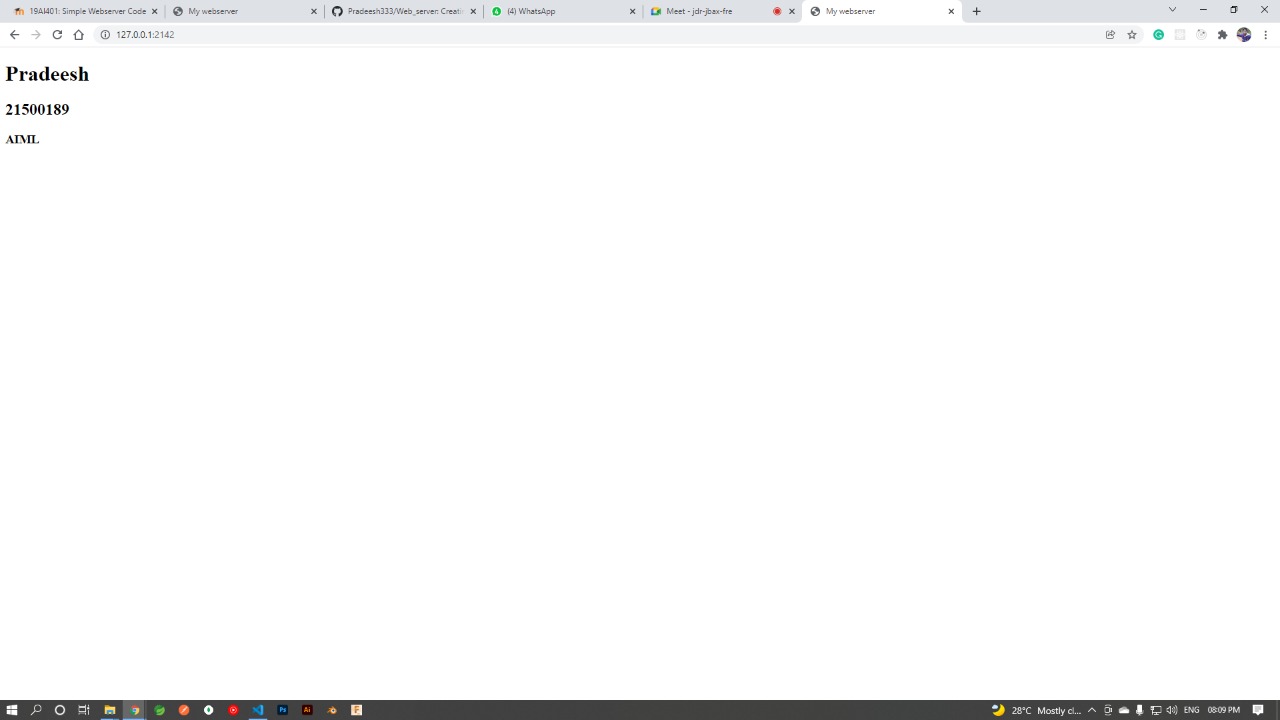 19AI401: Simple Webserver Code
My webserver
Pradeesh333/Web_server: Creati
(4) WhatsApp
Meet - jdr-jbax-fre
My webserver
127.0.0.1:2142
Pradeesh
21500189
AIML
28°C Mostly cl... ENG 08:09 PM